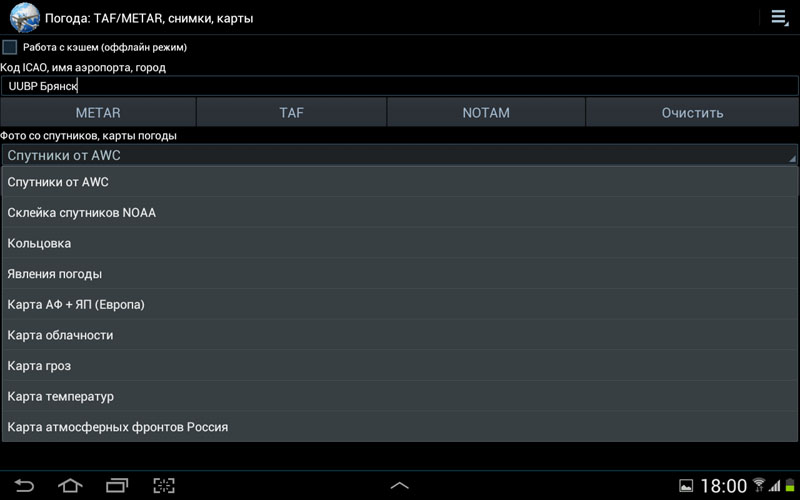 Погода: TAF/METAR, снимки, карты
Работа с кэшем (оффлайн режим)
Код ICAO, имя аэропорта, город
UUBP Брянск
METAR TAF NOTAM Очистить
Фото со спутников, карты погоды
Спутники от AWC
Спутники от AWC
Склейка спутников NOAA
Кольцовка
Явления погоды
Карта АФ + ЯП (Европа)
Карта облачности
Карта гроз
Карта температур
Карта атмосферных фронтов Россия
18:00